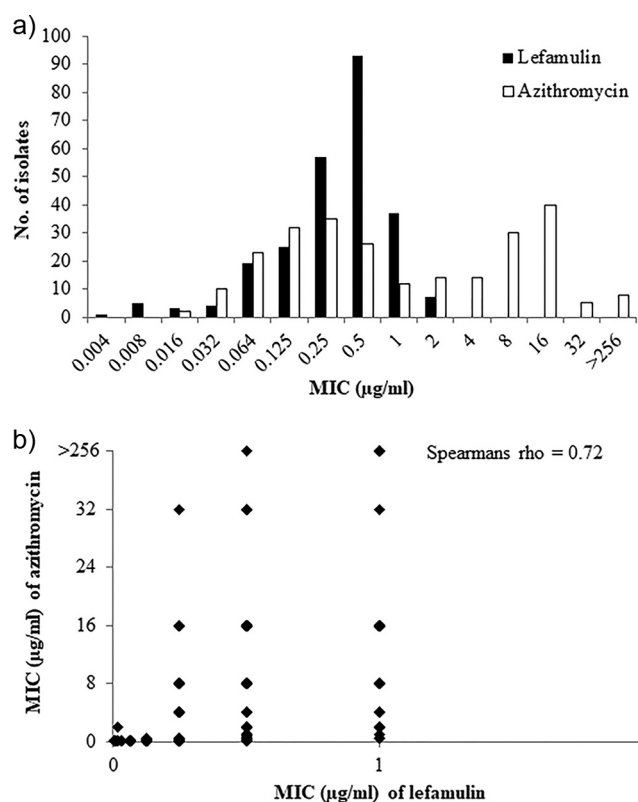 a)
No. of isolates
100
90
80
70
60
50
40
30
20
10
0
Lefamulin
Azithromycin
0.004 0.008 0.016 0.032 0.064 0.125 0.25 0.5 1 2 4 8 16 32 >256
MIC (µg/ml)
b)
MIC (µg/ml) of azithromycin
>256
32
24
16
8
0
Spearmans rho = 0.72
0 1
MIC (µg/ml) of lefamulin